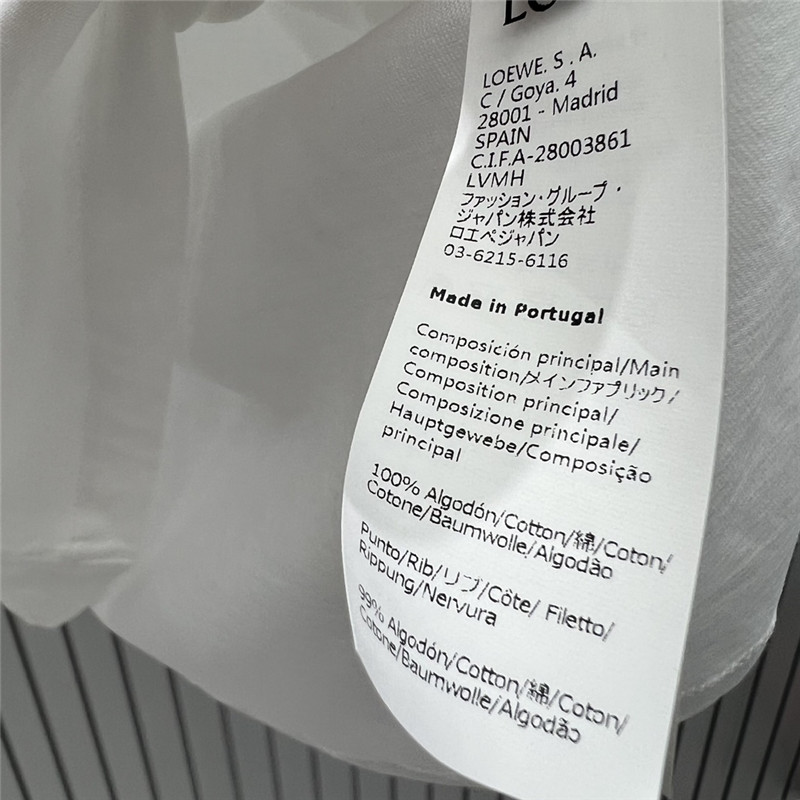 LOEWE. S . A.
C / Goya. 4
28001 - Madrid
SPAIN
C.I.F.A-28003861
LVMH
ファッション・グループ・
ジャパン株式会社
ロエベジャパン
03-6215-6116
Made in Portugal
Composición principal/Main
composition/メインファブリック/
Composition principal/
Composizione principale/
Hauptgewebe/Composição
principal
100% Algodón/Cotton/綿/Coton/
Cotone/Baumwolle/Algodão
Punto/Rib/リブ/Côte/ Filetto/
Rippung/Nervura
99% Algodón/Cotton/綿/Coton/
Cotone/Baumwolle/Algodão